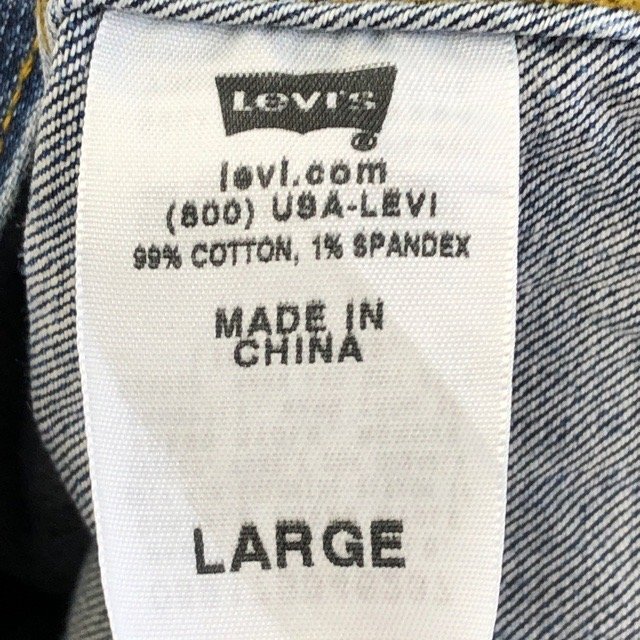 Levi's
®
levi.com
(800) USA-LEVI
99% COTTON, 1% SPANDEX
MADE IN
CHINA
LARGE